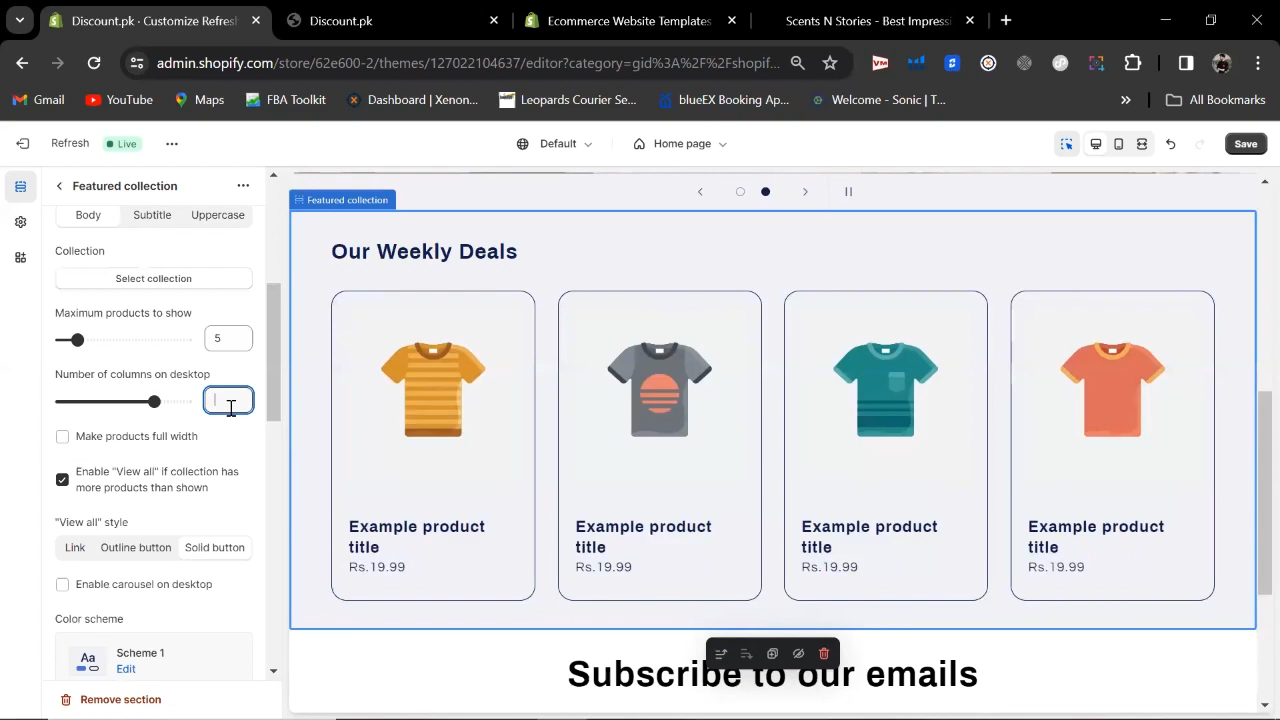 Discount.pk · Customize Refresh
Discount.pk
Ecommerce Website Templates
Scents N Stories - Best Impressi
admin.shopify.com/store/62e600-2/themes/127022104637/editor?category=gid%3A%2F%2Fshopif...
Gmail
YouTube
Maps
FBA Toolkit
Dashboard | Xenon...
Leopards Courier Se...
blueEX Booking Ap...
Welcome - Sonic | T...
All Bookmarks
Refresh
Live
Default
Home page
Save
Featured collection
Body Subtitle Uppercase
Collection
Select collection
Maximum products to show
5
Number of columns on desktop
Make products full width
Enable "View all" if collection has
more products than shown
"View all" style
Link Outline button Solid button
Enable carousel on desktop
Color scheme
Aa
Scheme 1
Edit
Remove section
Featured collection
Our Weekly Deals
Example product
title
Rs.19.99
Example product
title
Rs.19.99
Example product
title
Rs.19.99
Example product
title
Rs.19.99
Subscribe to our emails